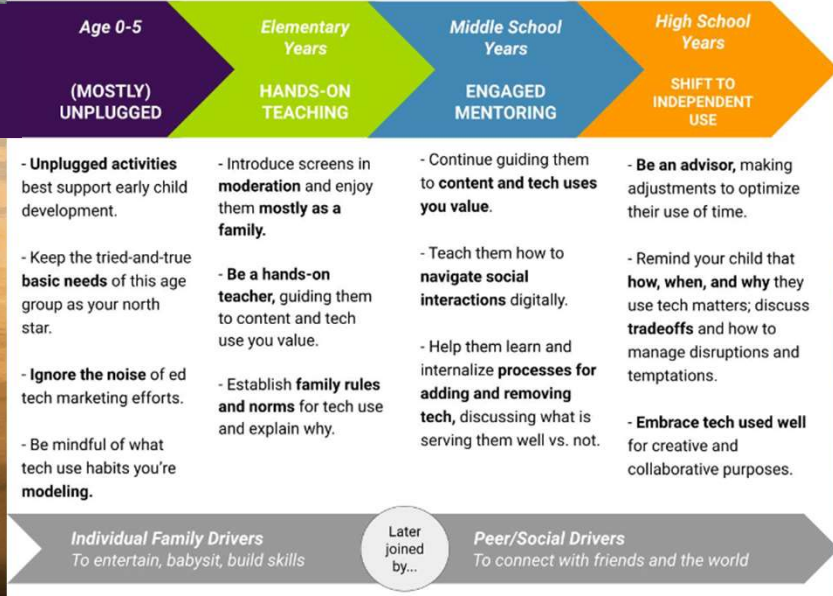 Age 0-5
(MOSTLY)
UNPLUGGED
- Unplugged activities
best support early child
development.
- Keep the tried-and-true
basic needs of this age
group as your north
star.
- Ignore the noise of ed
tech marketing efforts.
- Be mindful of what
tech use habits you're
modeling.
Elementary
Years
HANDS-ON
TEACHING
- Introduce screens in
moderation and enjoy
them mostly as a
family.
- Be a hands-on
teacher, guiding them
to content and tech
use you value.
- Establish family rules
and norms for tech use
and explain why.
Middle School
Years
ENGAGED
MENTORING
- Continue guiding them
to content and tech uses
you value.
- Teach them how to
navigate social
interactions digitally.
- Help them learn and
internalize processes for
adding and removing
tech, discussing what is
serving them well vs. not.
High School
Years
SHIFT TO
INDEPENDENT
USE
- Be an advisor, making
adjustments to optimize
their use of time.
- Remind your child that
how, when, and why they
use tech matters; discuss
tradeoffs and how to
manage disruptions and
temptations.
- Embrace tech used well
for creative and
collaborative purposes.
Individual Family Drivers
To entertain, babysit, build skills
Later
joined
by...
Peer/Social Drivers
To connect with friends and the world